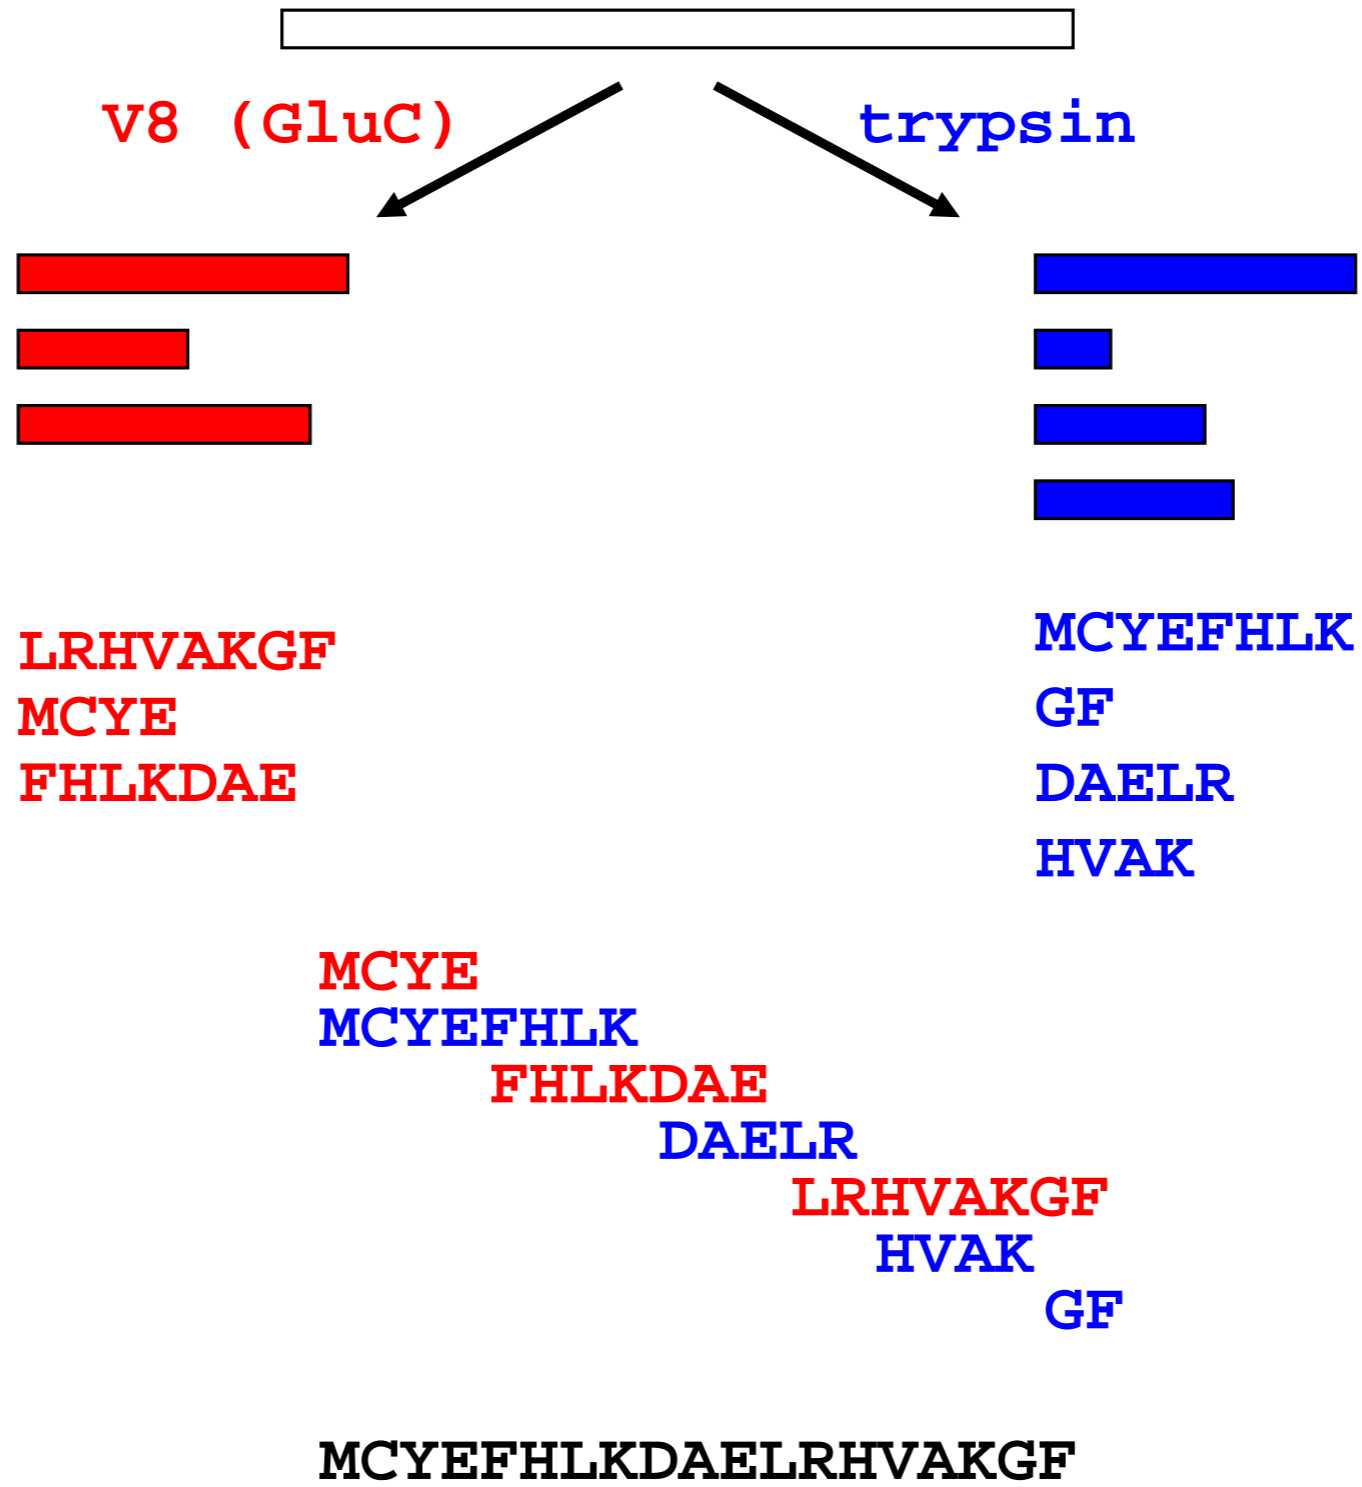 V8 (GluC)
trypsin
LRHVAKGF
MCYE
FHLKDAE
MCYEFHLK
GF
DAELR
HVAK
MCYE
MCYEFHLK
FHLKDAE
DAELR
LRHVAKGF
HVAK
GF
MCYEFHLKDAELRHVAKGF